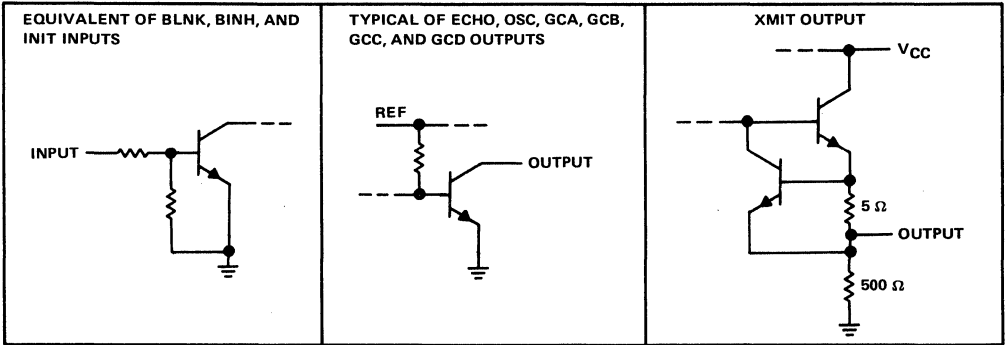 EQUIVALENT OF BLNK, BINH, AND
INIT INPUTS
INPUT
TYPICAL OF ECHO, OSC, GCA, GCB,
GCC, AND GCD OUTPUTS
REF
OUTPUT
XMIT OUTPUT
VCC
5 Ω
OUTPUT
500 Ω